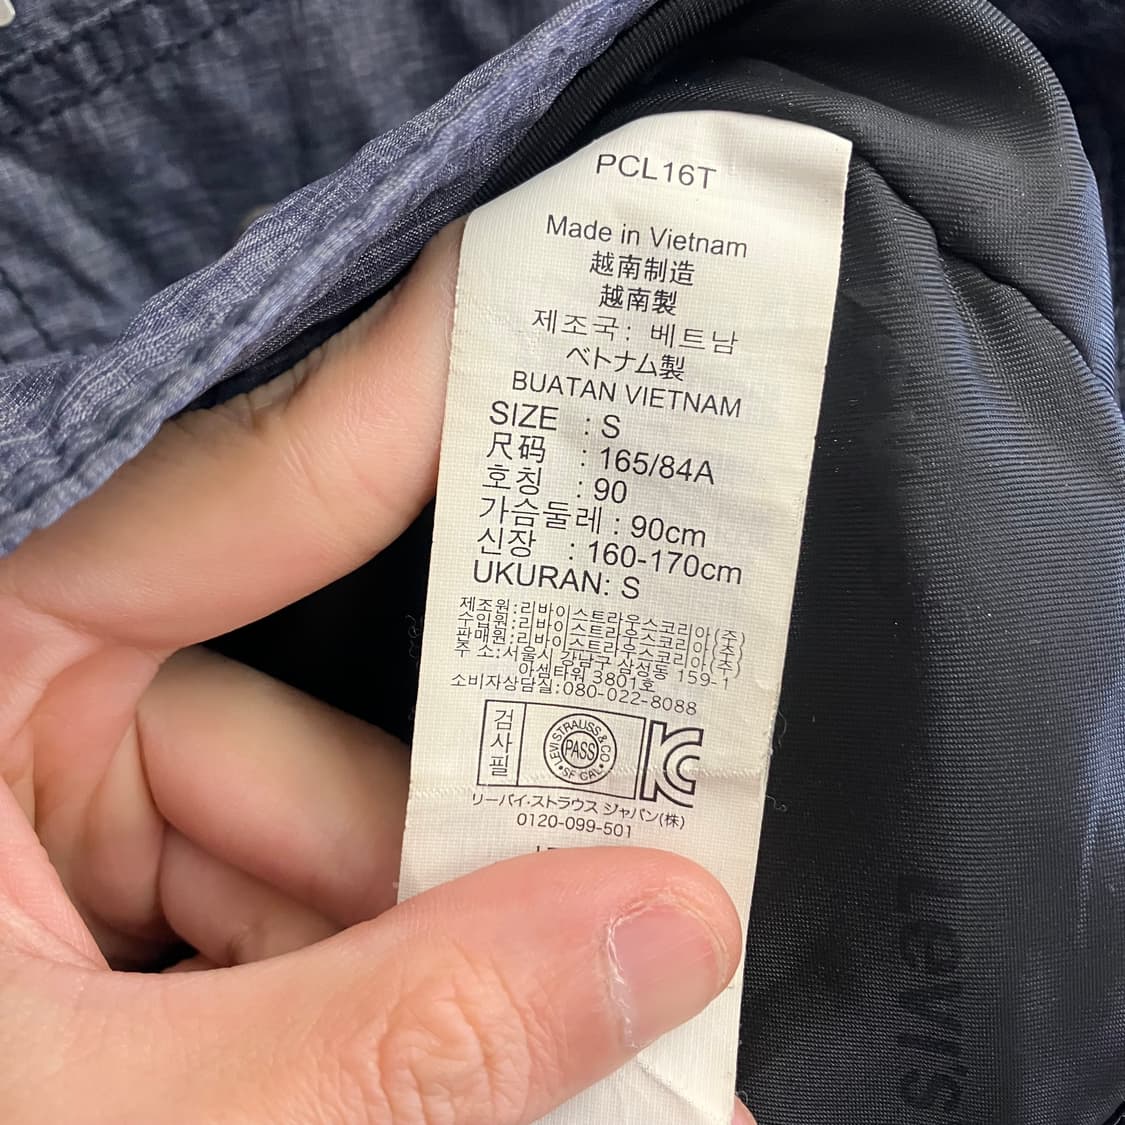 PCL16T
Made in Vietnam
越南制造
越南製
제조국: 베트남
ベトナム製
BUATAN VIETNAM
SIZE : S
尺码 : 165/84A
호칭 : 90
가슴둘레 : 90cm
신장 : 160-170cm
UKURAN: S
제조원:리바이스트라우스코리아(주)
수입원:리바이스트라우스코리아(주)
판매원:리바이스트라우스코리아(주)
주 소:서울시 강남구 삼성동 159-1
아셈타워 3801호
소비자상담실:080-022-8088
검사필
LEVI STRAUSS & CO
PASS
•SF CAL•
KC
リーバイ·ストラウス ジャパン(株)
0120-099-501
Levi's